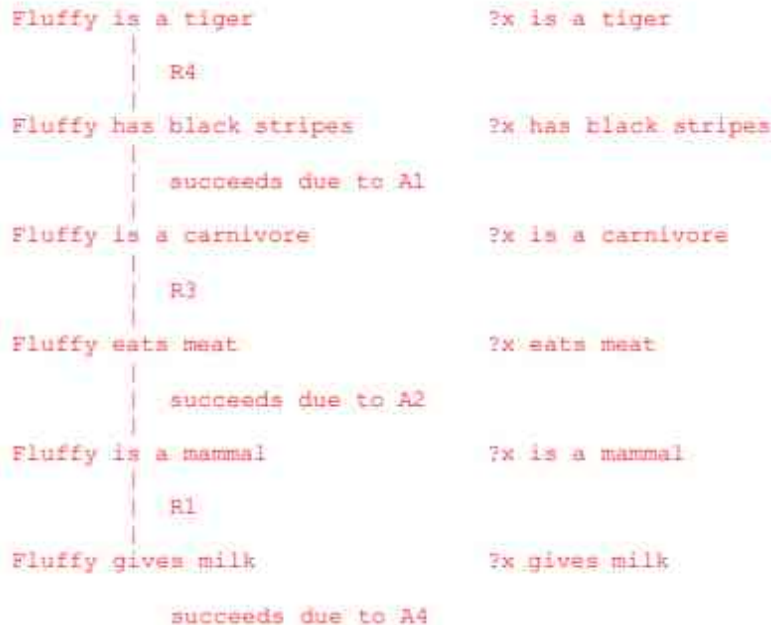 Fluffy is a tiger ?x is a tiger
R4
Fluffy has black stripes ?x has black stripes
succeeds due to A1
Fluffy is a carnivore ?x is a carnivore
R3
Fluffy eats meat ?x eats meat
succeeds due to A2
Fluffy is a mammal ?x is a mammal
R1
Fluffy gives milk ?x gives milk
succeeds due to A4